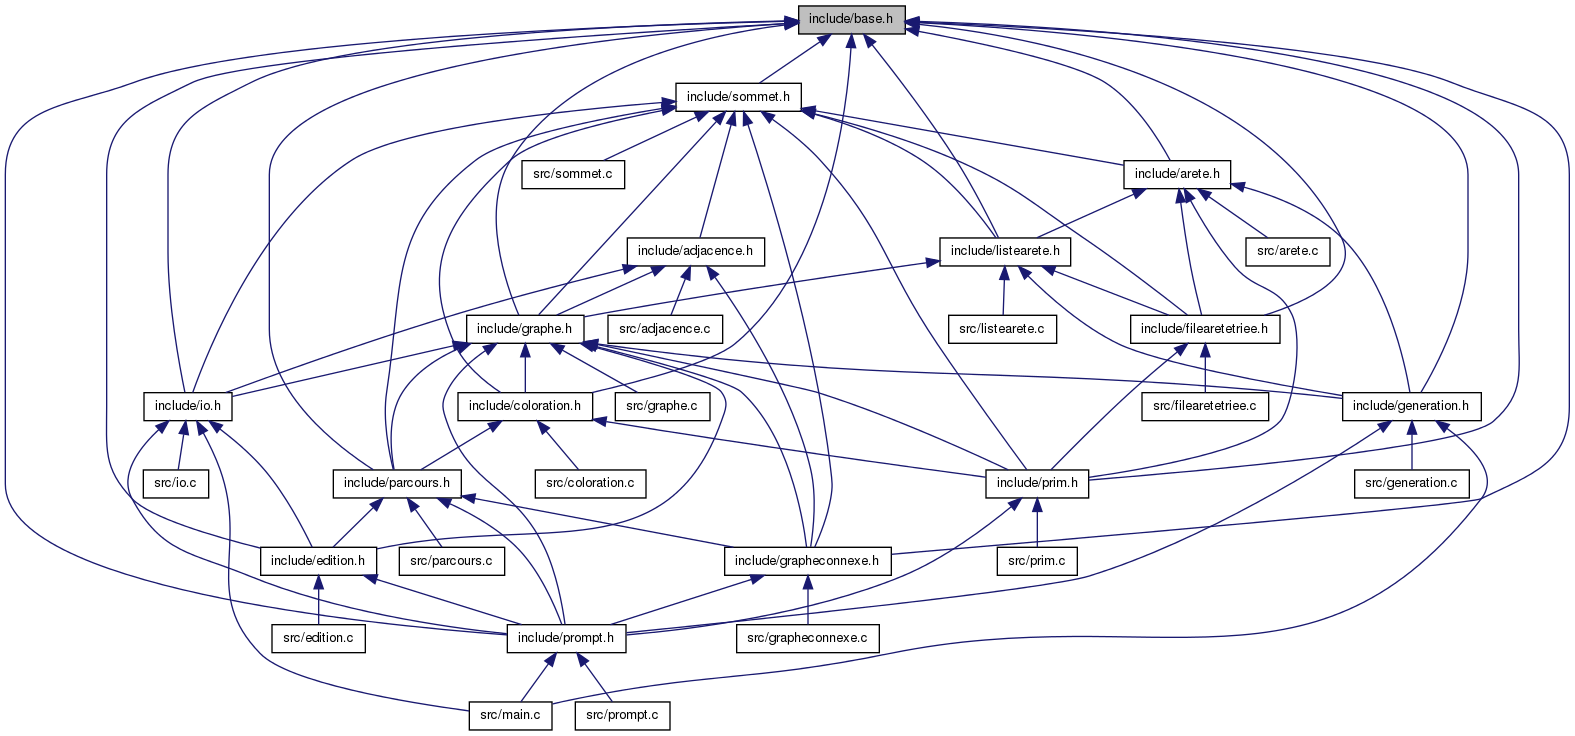 include/base.h
include/sommet.h
src/sommet.c
include/arete.h
include/adjacence.h
include/listearete.h
src/arete.c
include/graphe.h
src/adjacence.c
src/listearete.c
include/filearetetriee.h
include/io.h
include/coloration.h
src/graphe.c
src/filearetetriee.c
include/generation.h
src/io.c
include/parcours.h
src/coloration.c
include/prim.h
src/generation.c
include/edition.h
src/parcours.c
include/grapheconnexe.h
src/prim.c
src/edition.c
include/prompt.h
src/grapheconnexe.c
src/main.c
src/prompt.c